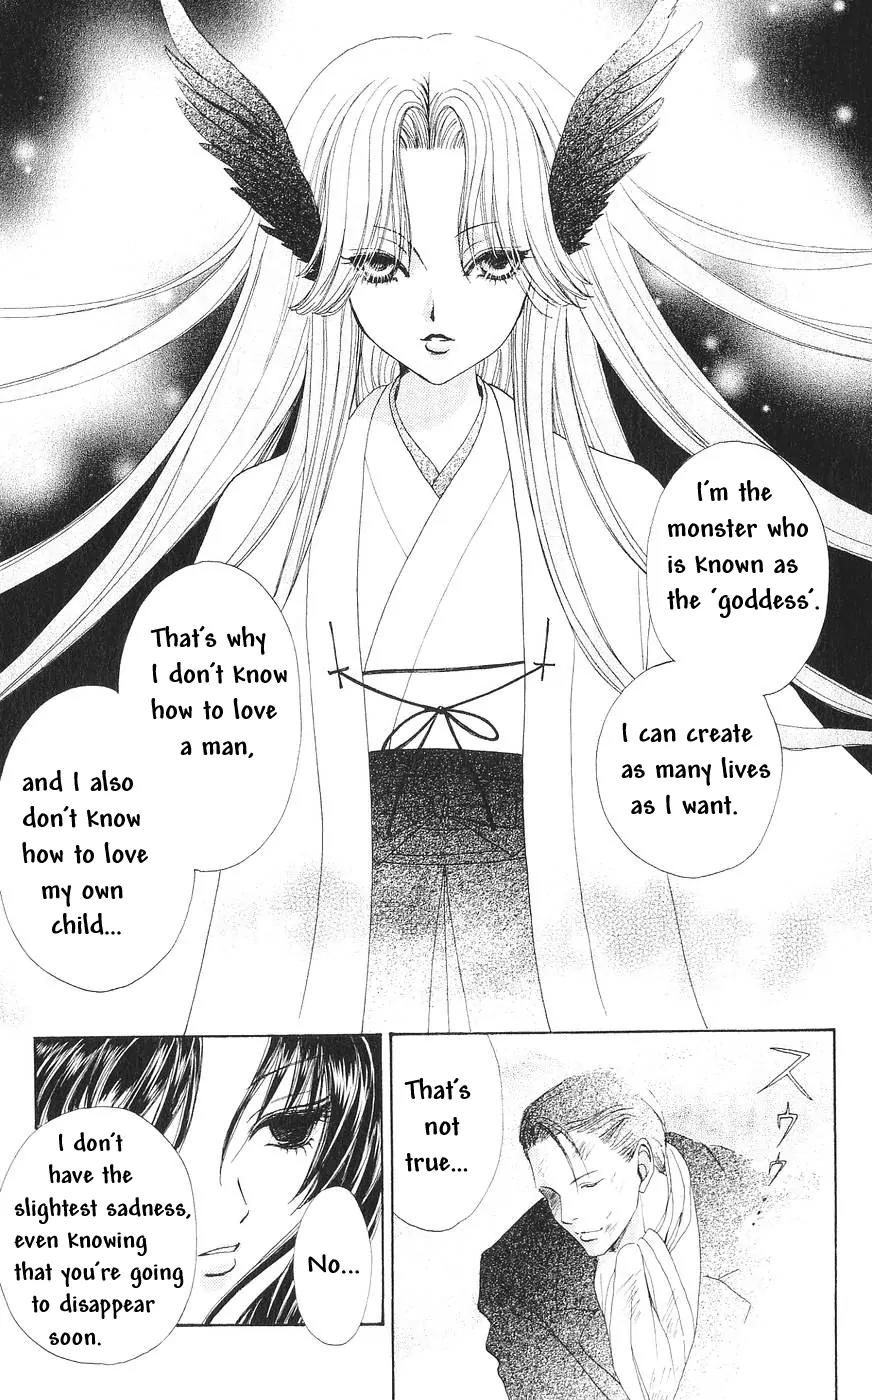 I'm the
monster who
is known as
the 'goddess'.
I can create
as many lives
as I want.
That's why
I don't know
how to love
a man,
and I also
don't know
how to love
my own
child...
That's
not
true...
スゥゥ
No...
I don't
have the
slightest sadness,
even knowing
that you're going
to disappear
soon.